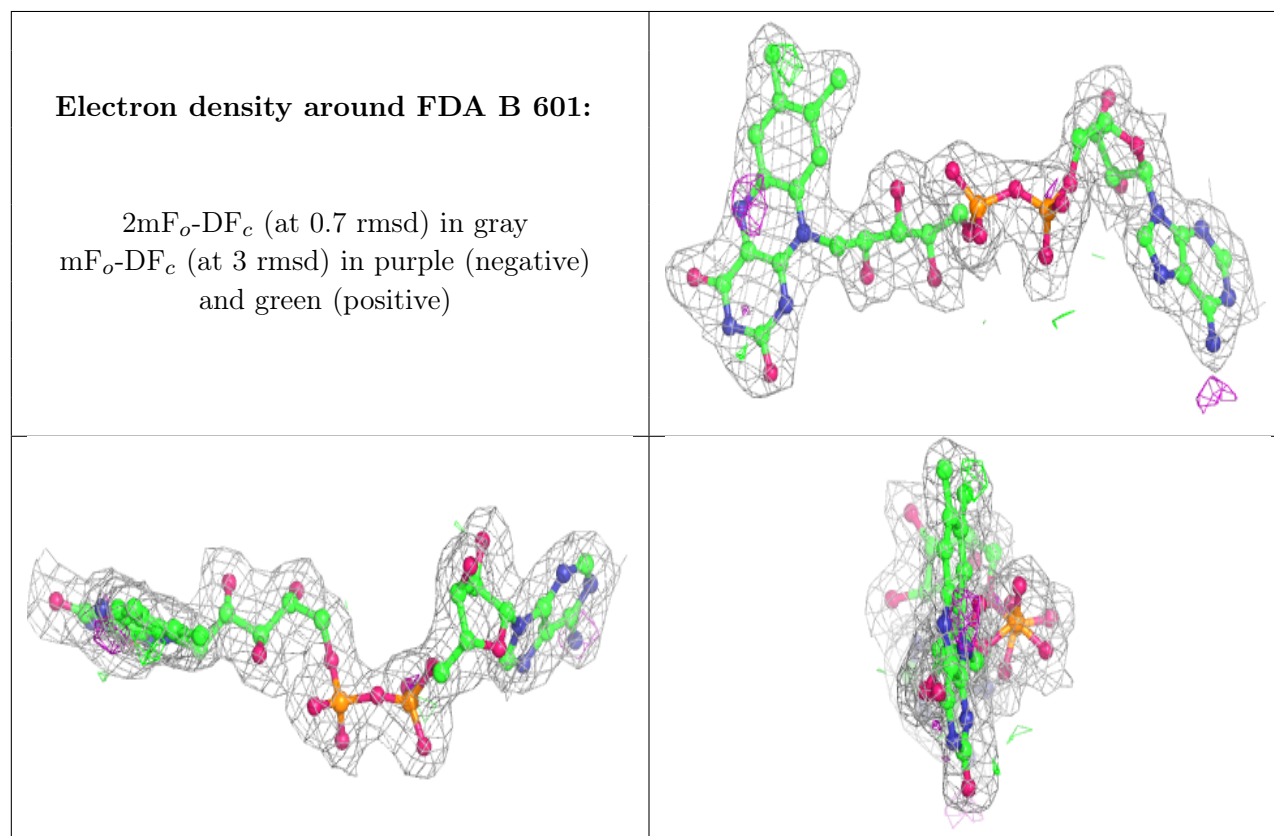 Electron density around FDA B 601:
2mFo-DFc (at 0.7 rmsd) in gray
mFo-DFc (at 3 rmsd) in purple (negative)
and green (positive)